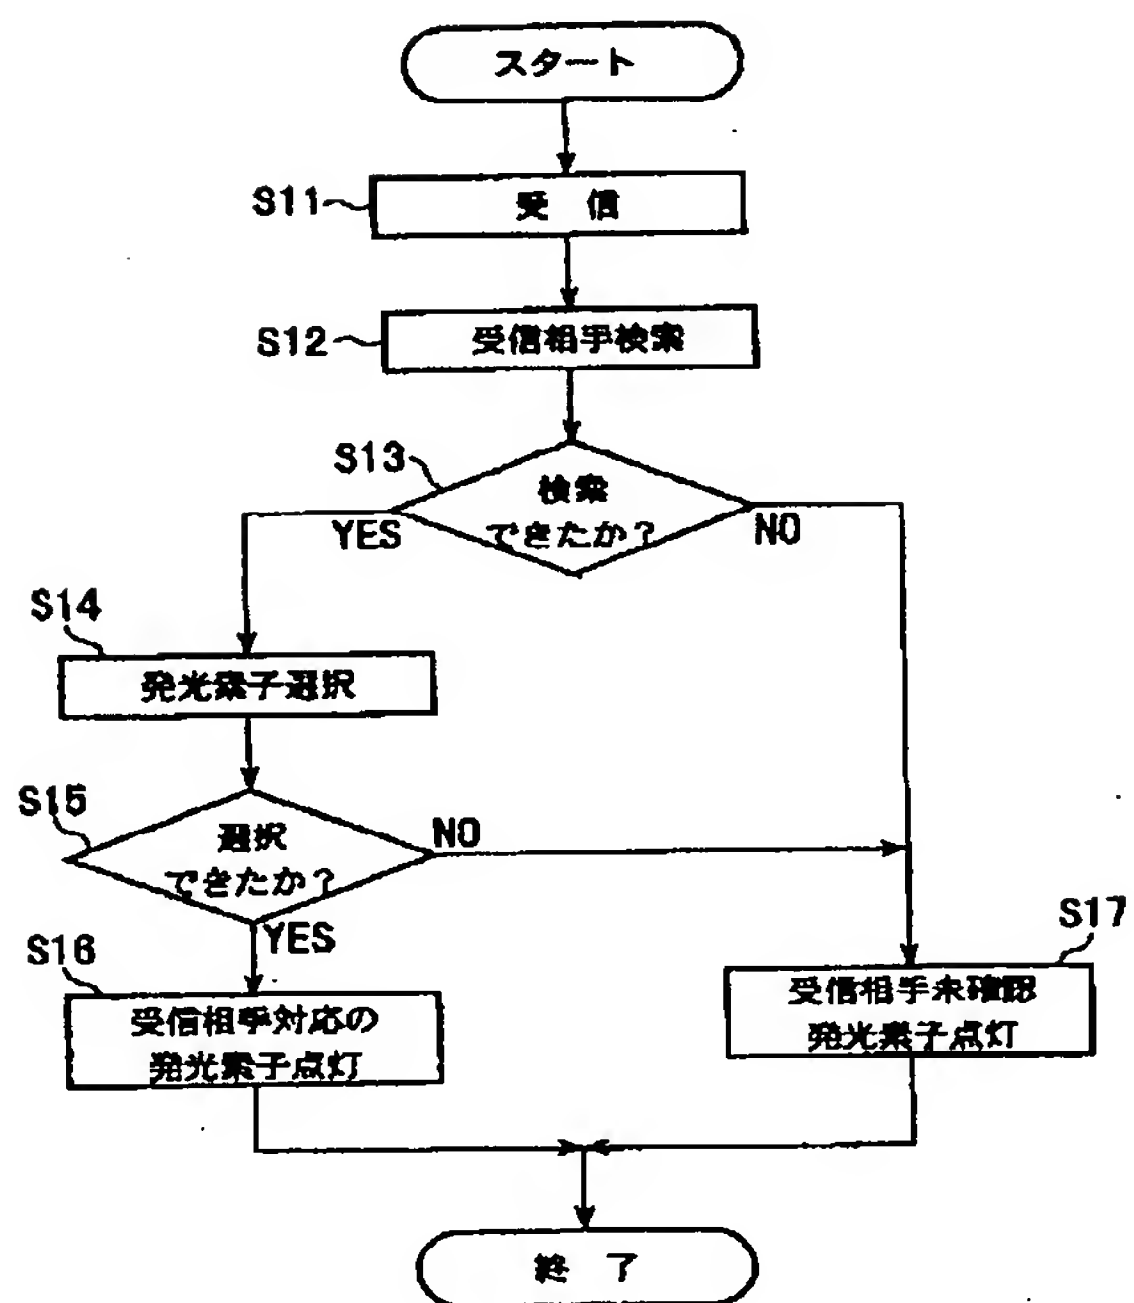 スタート
S11
受 信
S12
受信相手検索
S13
検索
できたか?
YES
NO
S14
発光素子選択
S15
選択
できたか?
NO
YES
S16
受信相手対応の
発光素子点灯
S17
受信相手未確認
発光素子点灯
終 了